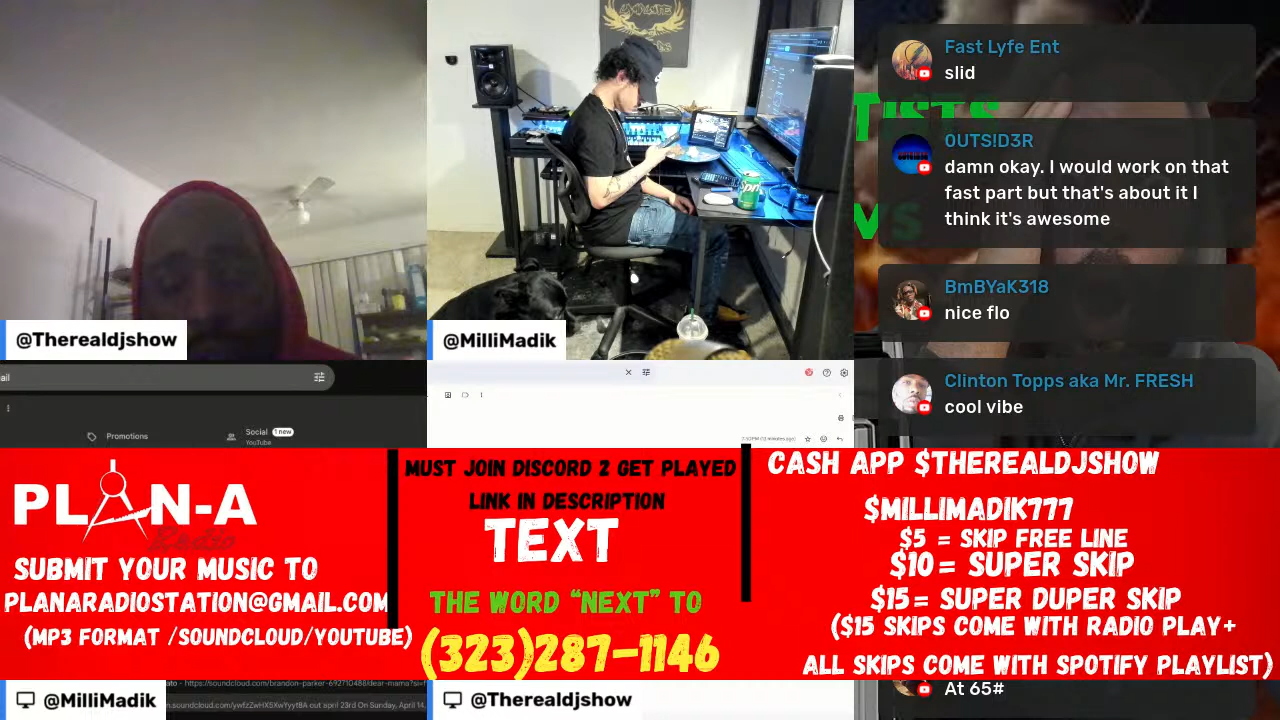 Fast Lyfe Ent
slid
0UTS!D3R
damn okay. I would work on that
fast part but that's about it I
think it's awesome
BmBYaK318
nice flo
Clinton Topps aka Mr. FRESH
cool vibe
@Therealdjshow
@MilliMadik
ail
Promotions
Social 1 new
YouTube
PLAN-A
Radio
SUBMIT YOUR MUSIC TO
PLANARADIOSTATION@GMAIL.COM
(MP3 FORMAT /SOUNDCLOUD/YOUTUBE)
MUST JOIN DISCORD 2 GET PLAYED
LINK IN DESCRIPTION
TEXT
THE WORD “NEXT” TO
(323)287-1146
CASH APP $THEREALDJSHOW
$MILLIMADIK777
$5 = SKIP FREE LINE
$10 = SUPER SKIP
$15 = SUPER DUPER SKIP
($15 SKIPS COME WITH RADIO PLAY+
ALL SKIPS COME WITH SPOTIFY PLAYLIST)
@MilliMadik
@Therealdjshow
At 65#